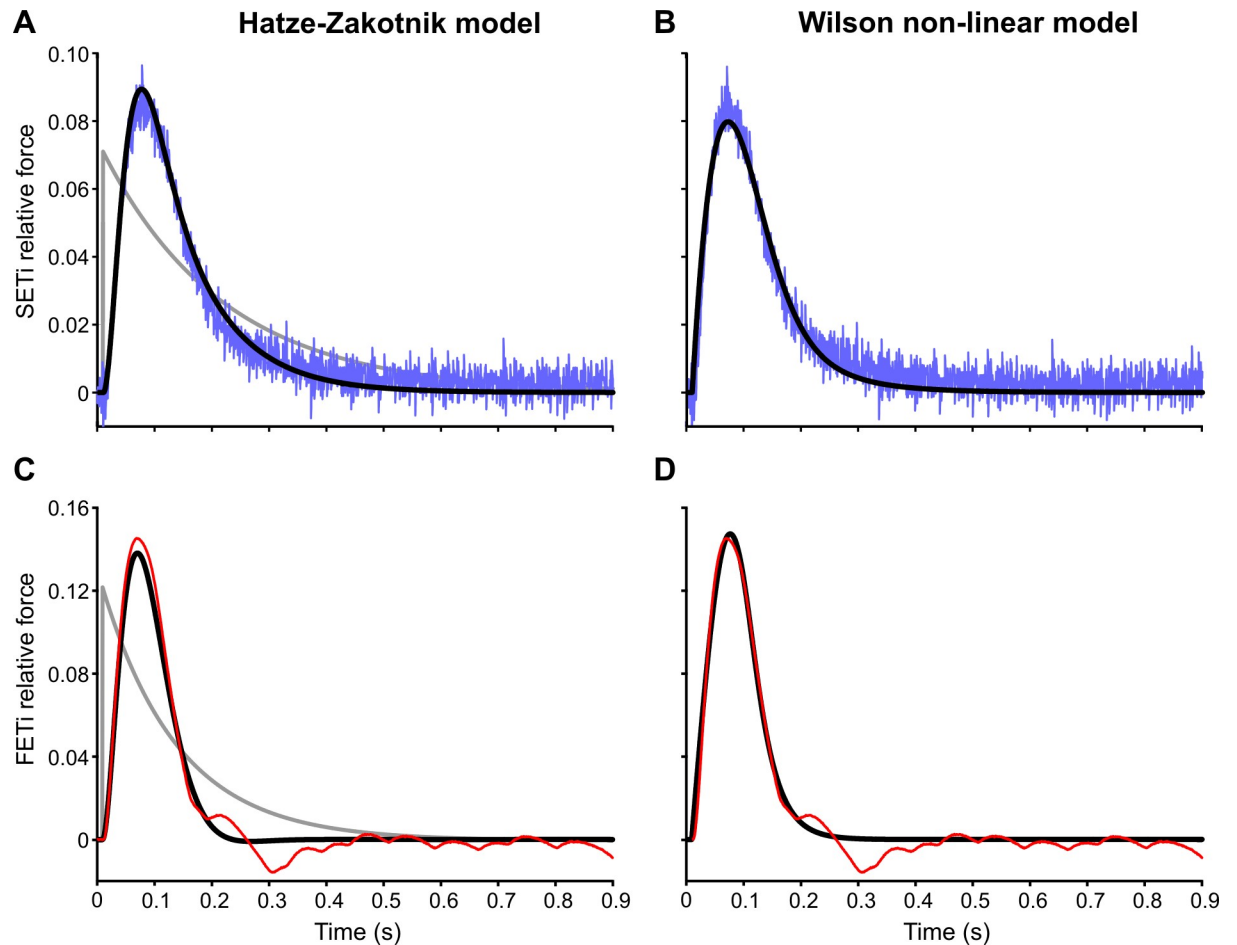 A Hatze-Zakotnik model
B Wilson non-linear model
SETi relative force
0.10
0.08
0.06
0.04
0.02
0
C
D
FETi relative force
0.16
0.12
0.08
0.04
0
0 0.1 0.2 0.3 0.4 0.5 0.6 0.7 0.8 0.9
Time (s)
0 0.1 0.2 0.3 0.4 0.5 0.6 0.7 0.8 0.9
Time (s)